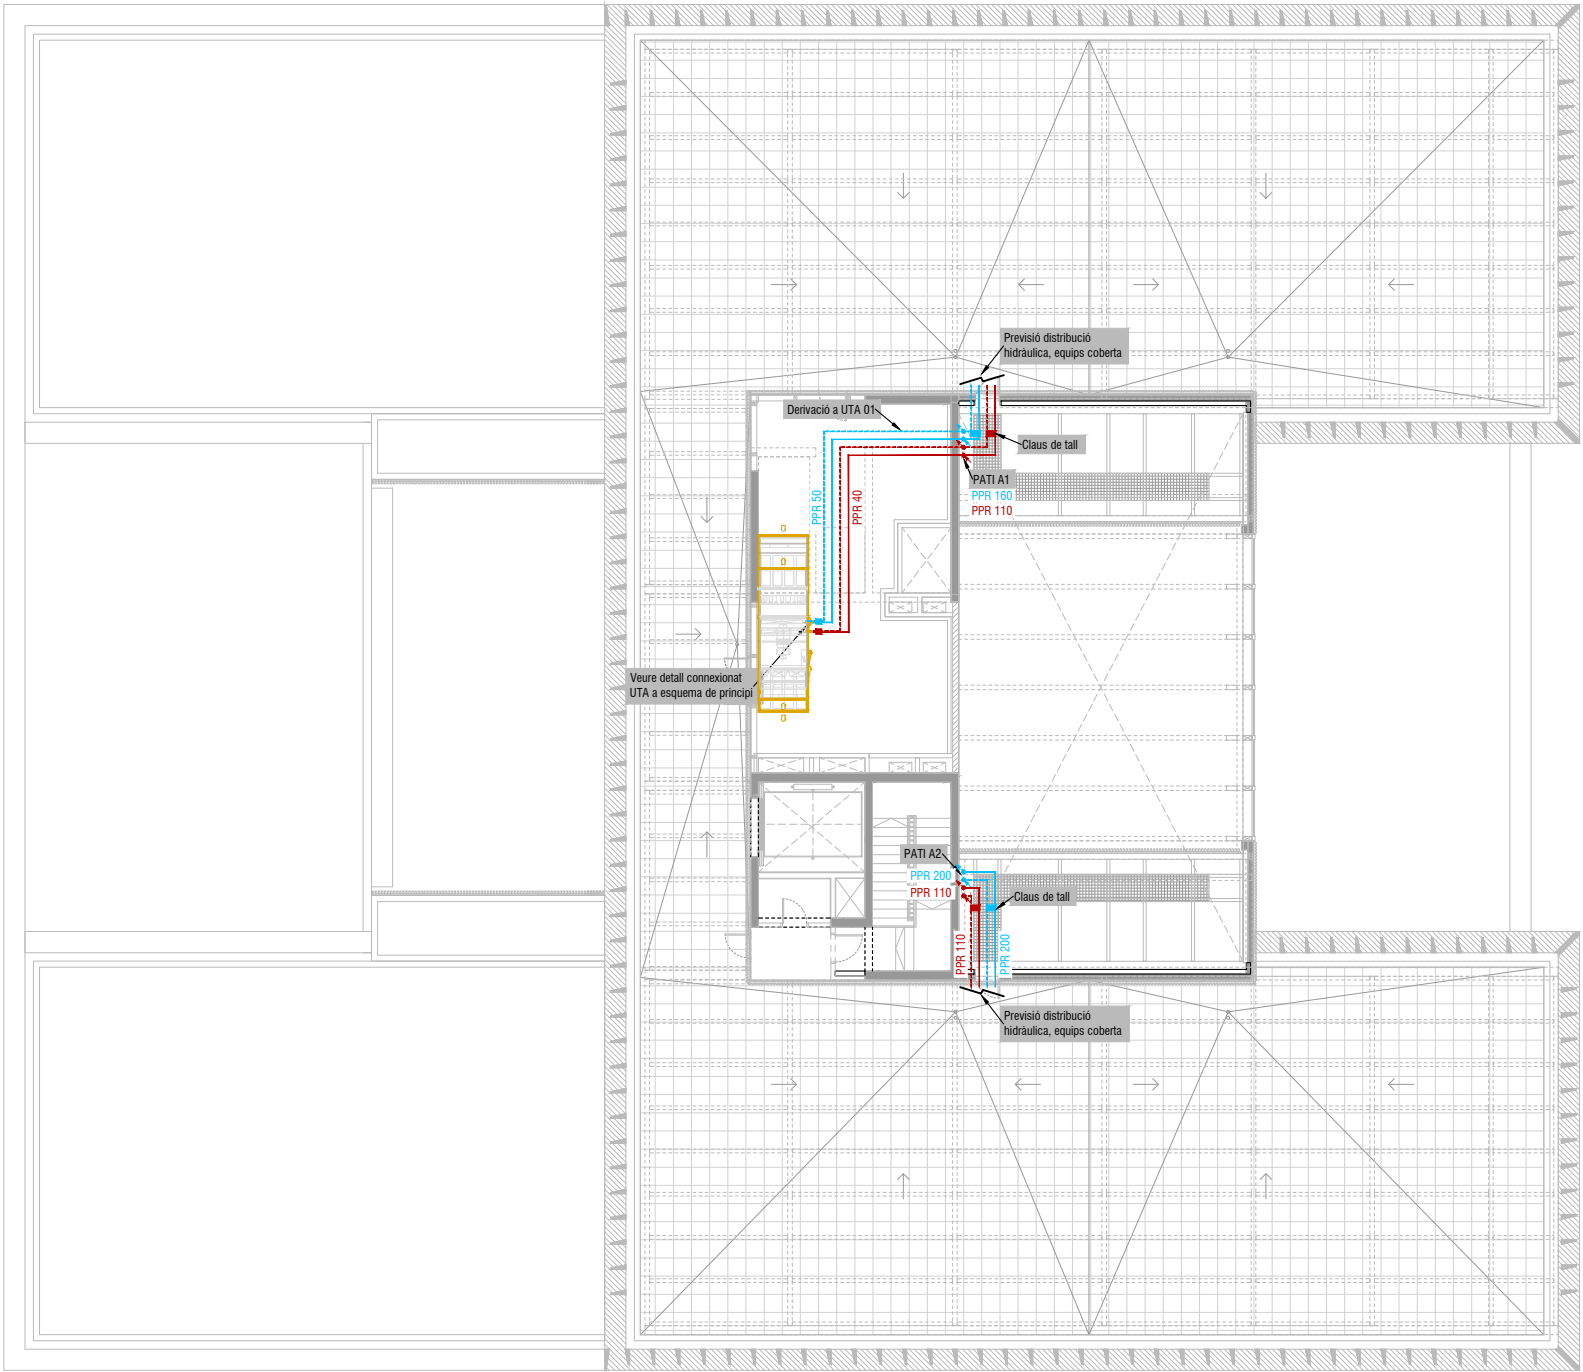 Previsió distribució
hidràulica, equips coberta
Derivació a UTA 01
Claus de tall
PATI A1
PPR 160
PPR 110
PPR 50
PPR 40
Veure detall connexionat
UTA a esquema de principi
PATI A2
PPR 200
PPR 110
Claus de tall
PPR 110
PPR 200
Previsió distribució
hidràulica, equips coberta